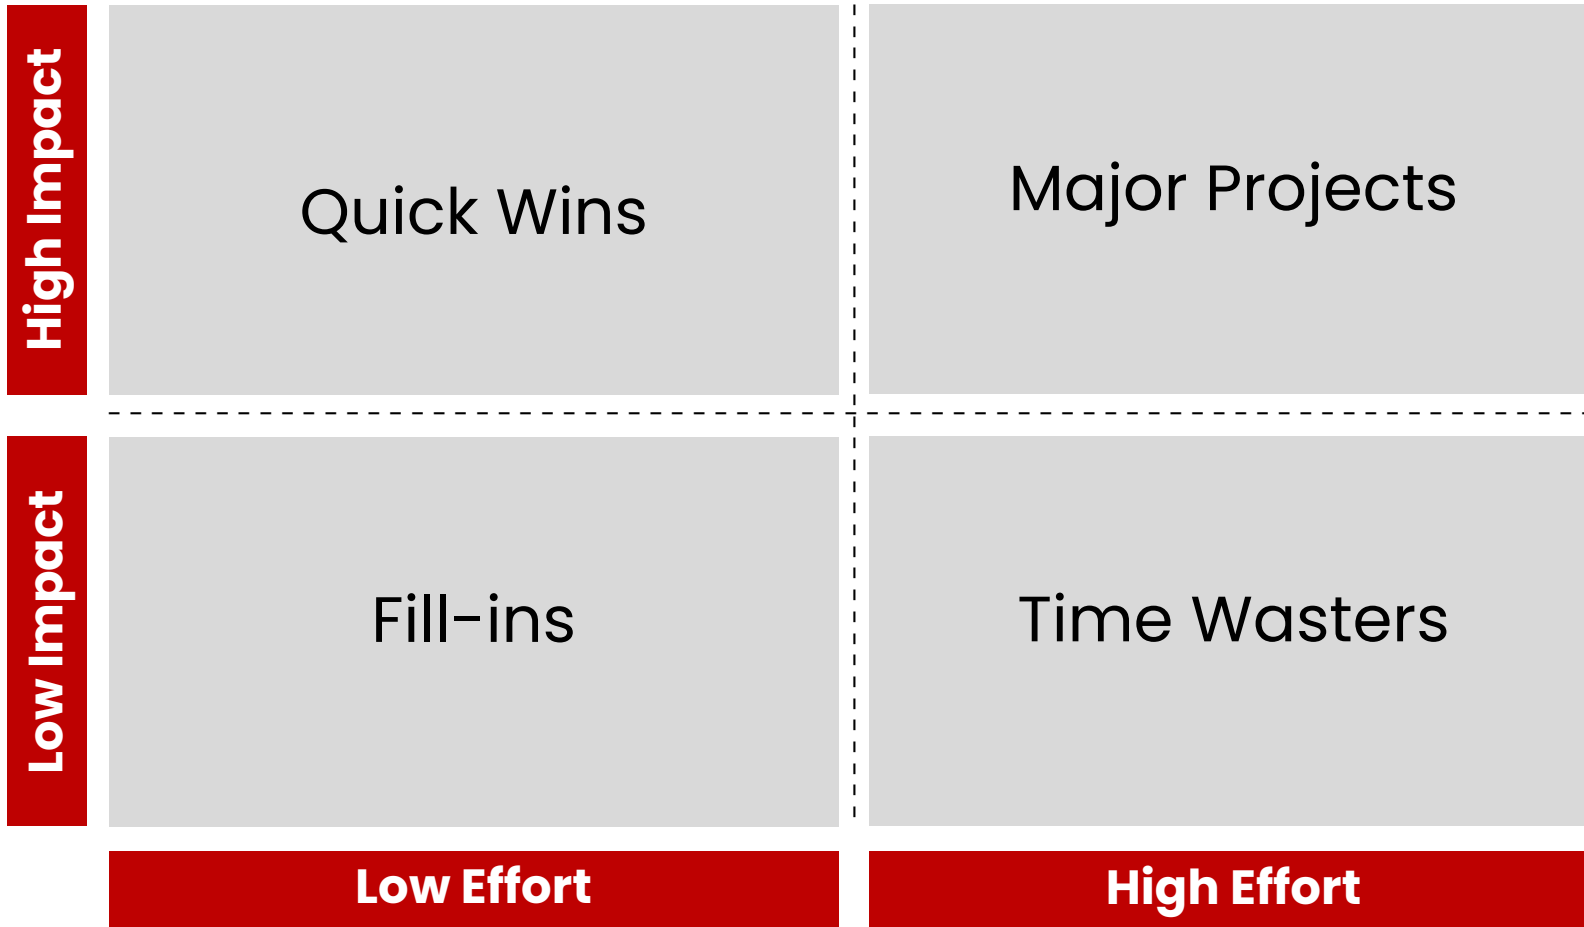 High Impact
Quick Wins
Major Projects
Low Impact
Fill-ins
Time Wasters
Low Effort
High Effort